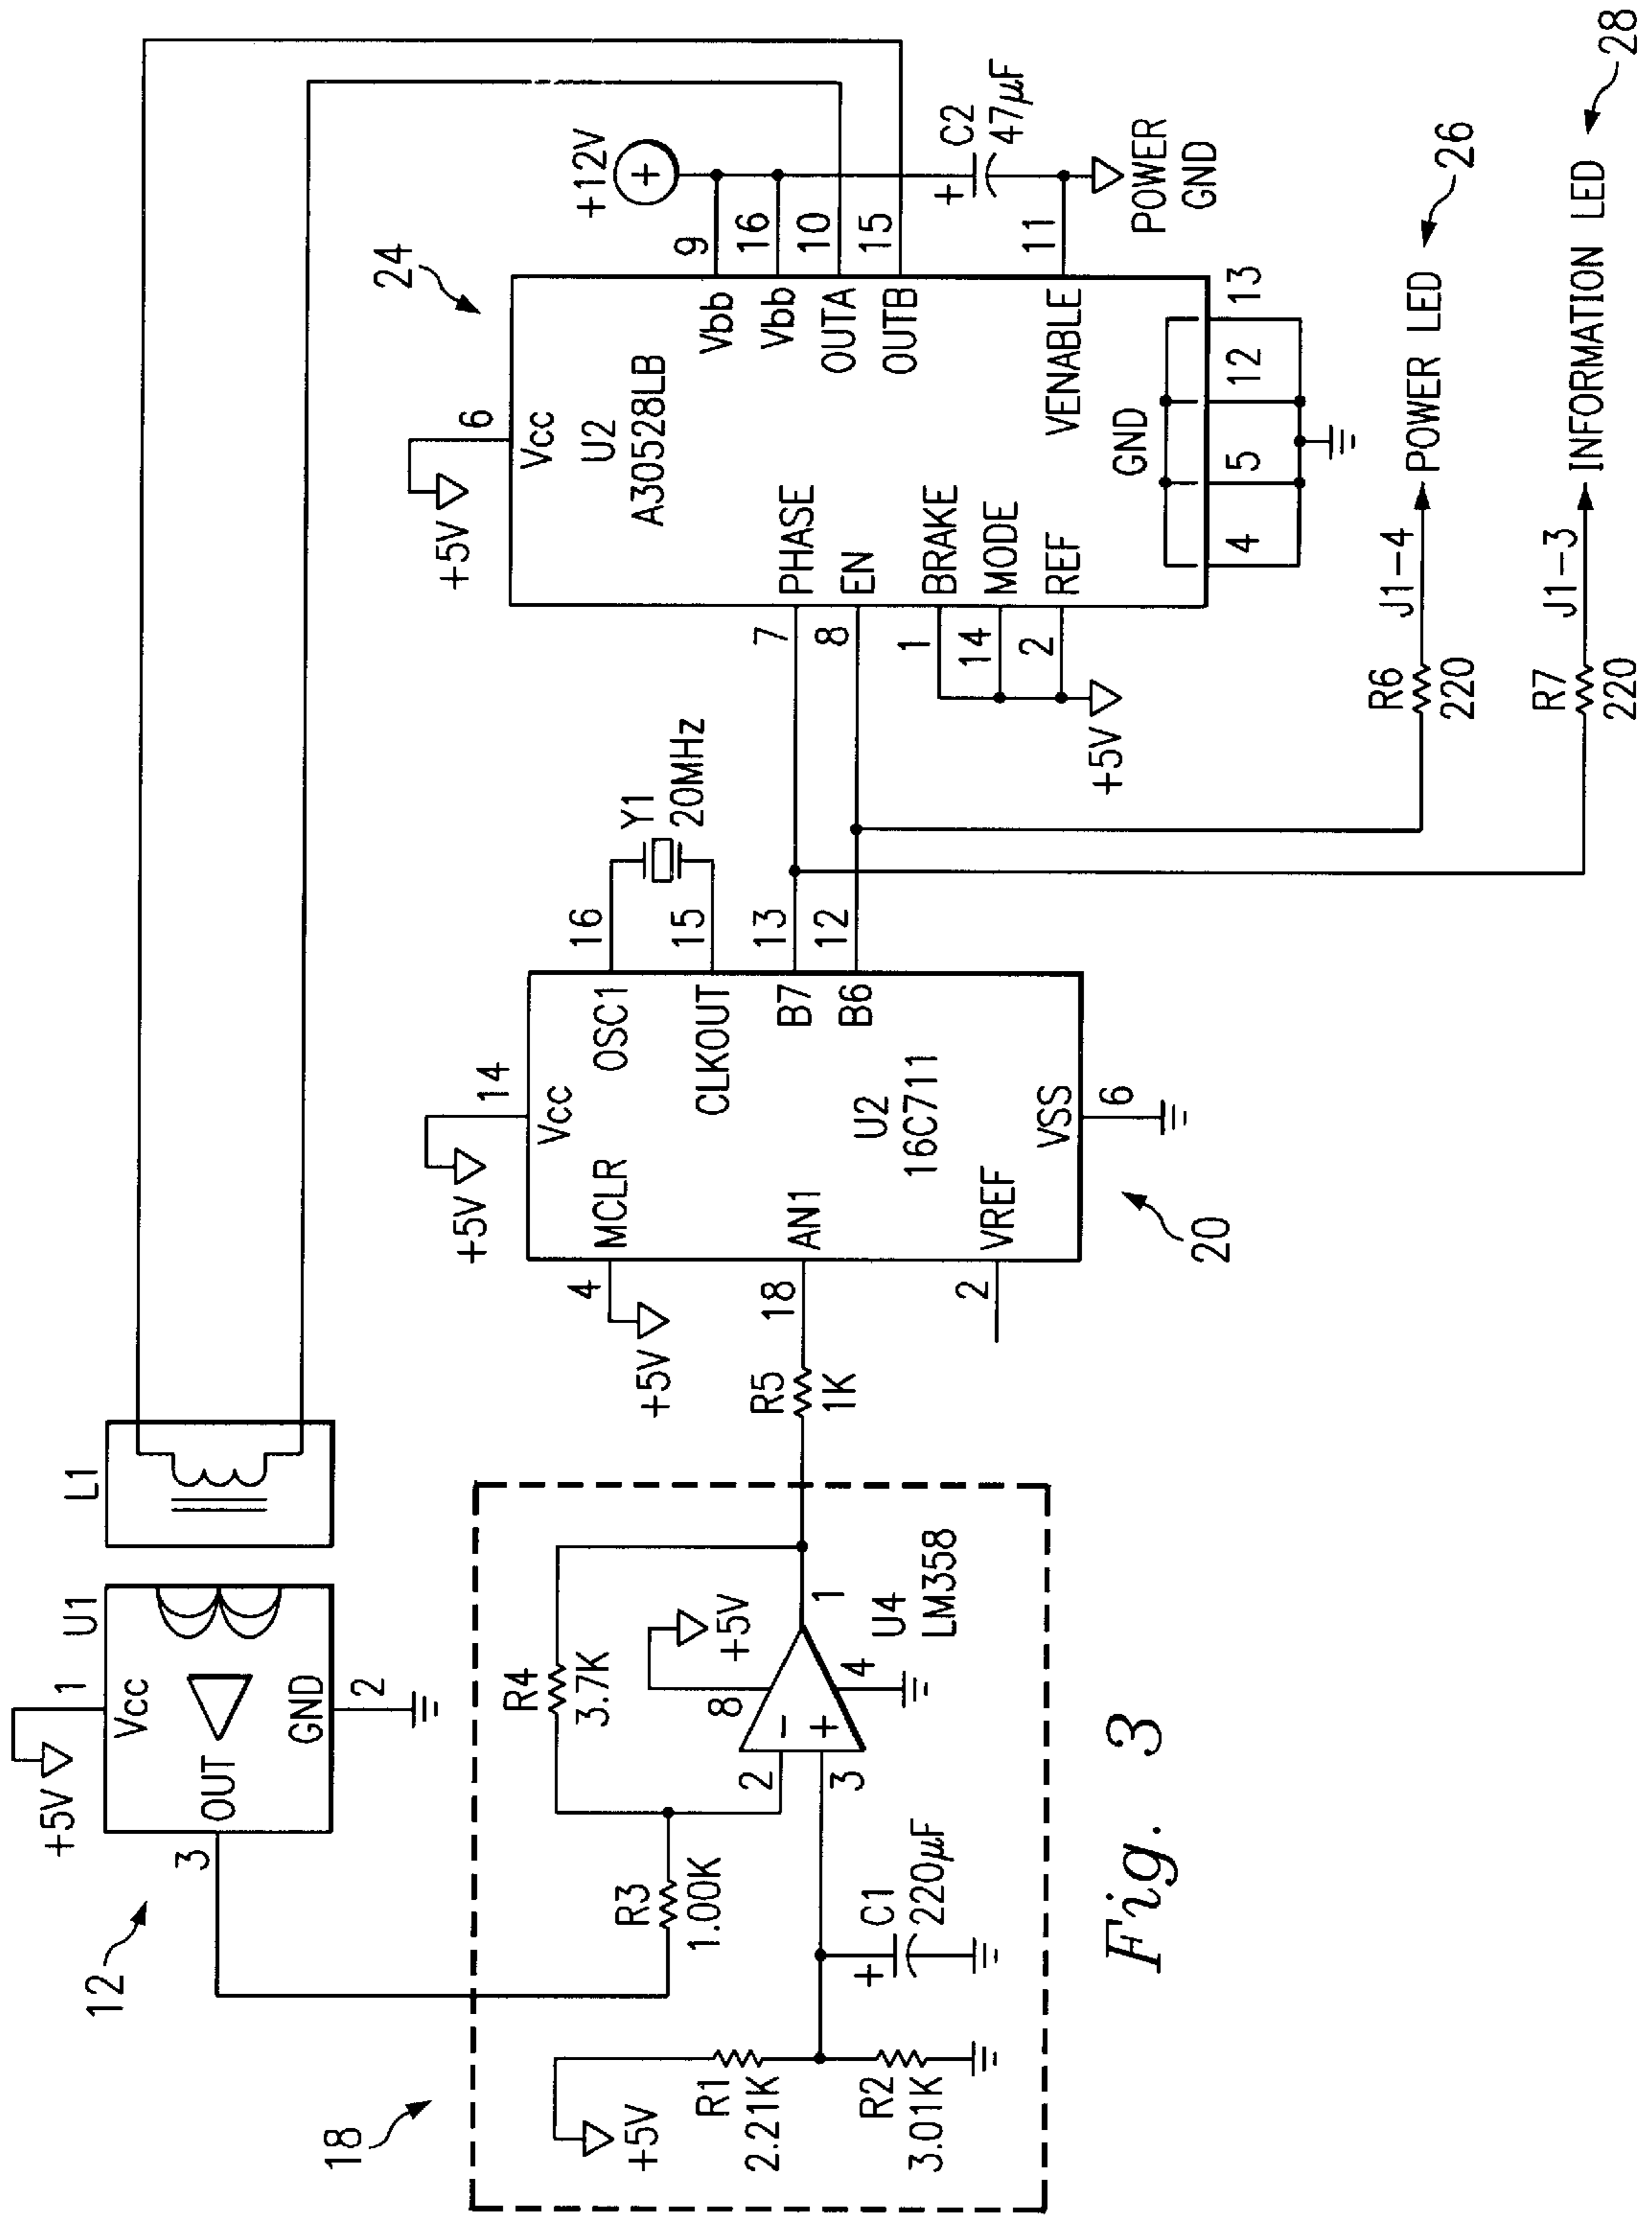 L1
U1
1
+5V
Vcc
OUT
GND
3
2
12
18
+5V
R1
2.21K
R2
3.01K
R3
1.00K
+
C1
220µF
R4
3.7K
+5V
8
2
3
−
+
4
1
U4
LM358
R5
1K
+5V
14
Vcc
+5V
4
MCLR
OSC1
16
CLKOUT
15
Y1
20MHz
18
AN1
B7
13
B6
12
U2
16C711
2
VREF
VSS
6
20
24
+5V
6
Vcc
U2
A30528LB
7
PHASE
8
EN
1
BRAKE
14
MODE
2
REF
+5V
Vbb
9
Vbb
16
OUTA
10
OUTB
15
VENABLE
11
GND
4
5
12
13
+12V
+
+
C2
47µF
POWER
GND
R6
220
J1-4
POWER LED
26
R7
220
J1-3
INFORMATION LED
28
Fig. 3